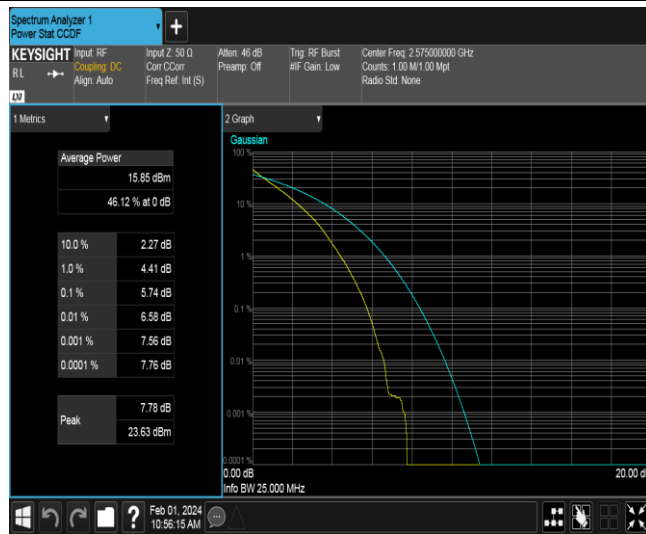 Spectrum Analyzer 1
Power Stat CCDF
+
KEYSIGHT
RL
LXI
Input: RF
Coupling: DC
Align: Auto
Input Z: 50 Ω
Corr CCorr
Freq Ref: Int (S)
Atten: 46 dB
Preamp: Off
Trig: RF Burst
#IF Gain: Low
Center Freq: 2.575000000 GHz
Counts: 1.00 M/1.00 Mpt
Radio Std: None
1 Metrics
Average Power
15.85 dBm
46.12 % at 0 dB
10.0 % 2.27 dB
1.0 % 4.41 dB
0.1 % 5.74 dB
0.01 % 6.58 dB
0.001 % 7.56 dB
0.0001 % 7.76 dB
Peak
7.78 dB
23.63 dBm
2 Graph
Gaussian
100 %
10 %
1 %
0.1 %
0.01 %
0.001 %
0.0001 %
0.00 dB 20.00 d
Info BW 25.000 MHz
? Feb 01, 2024
10:56:15 AM